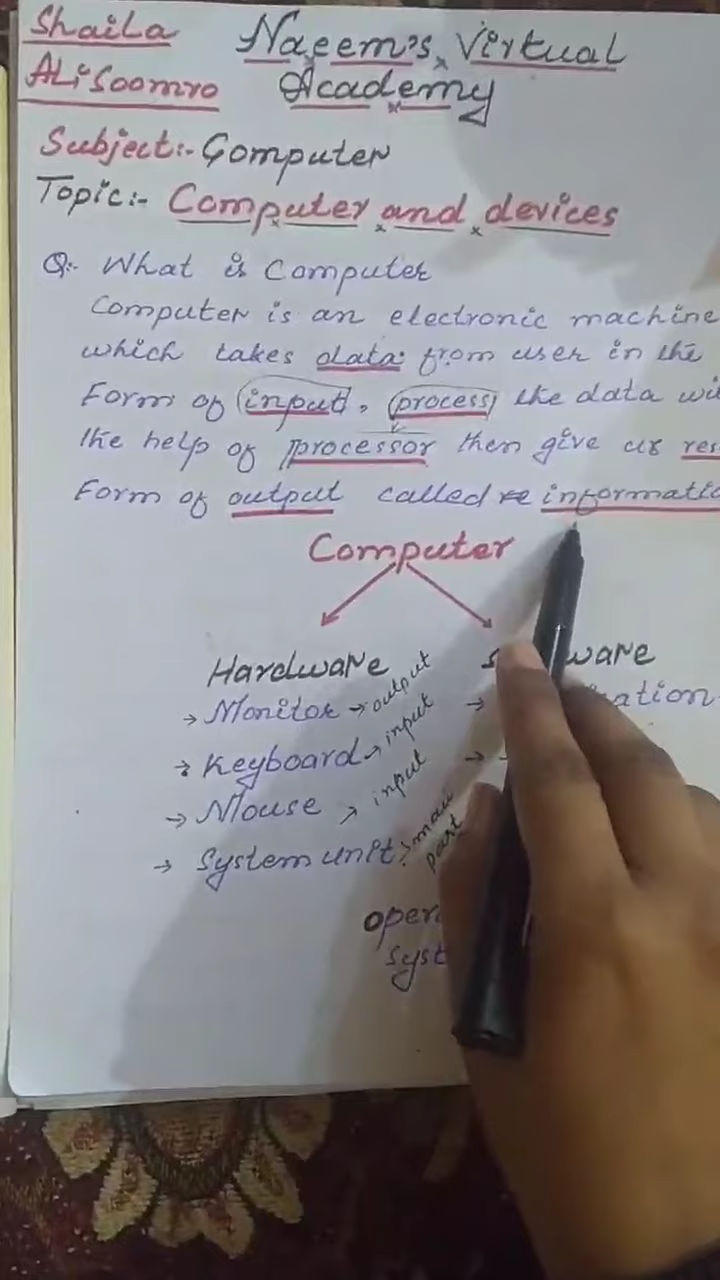 Shaila
Ali Soomro
Naeem's Virtual
Academy
Subject:- Computer
Topic:- Computer and devices
Q:- What is Computer
Computer is an electronic machine
which takes data from user in the
Form of input, process the data
the help of processor then give us
Form of output called
Computer
Hardware
→ Monitor → output
→ Keyboard → input
→ Mouse → input
→ System unit
part